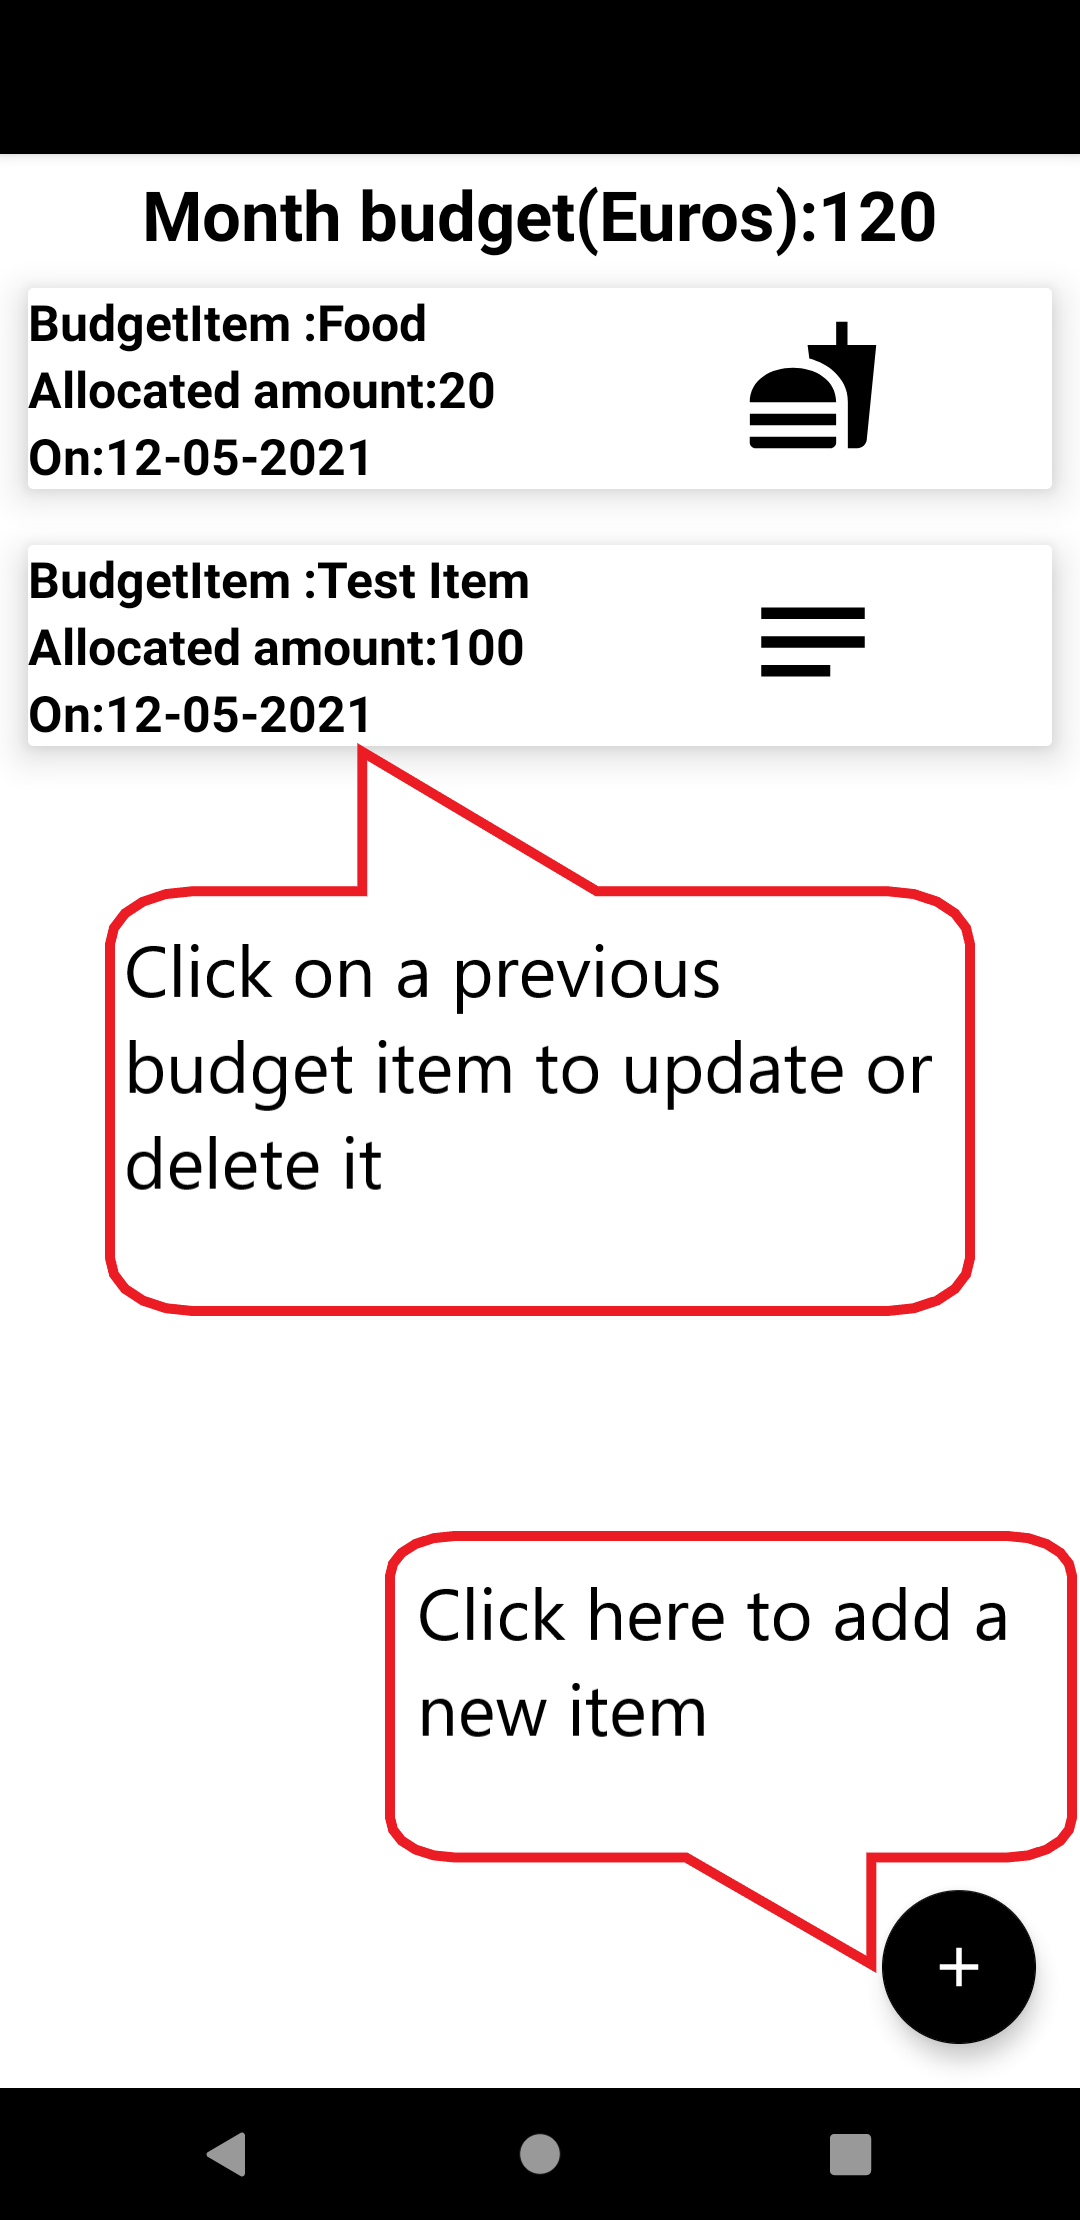 Month budget(Euros):120
BudgetItem :Food
Allocated amount:20
On:12-05-2021
BudgetItem :Test Item
Allocated amount:100
On:12-05-2021
Click on a previous
budget item to update or
delete it
Click here to add a
new item
+